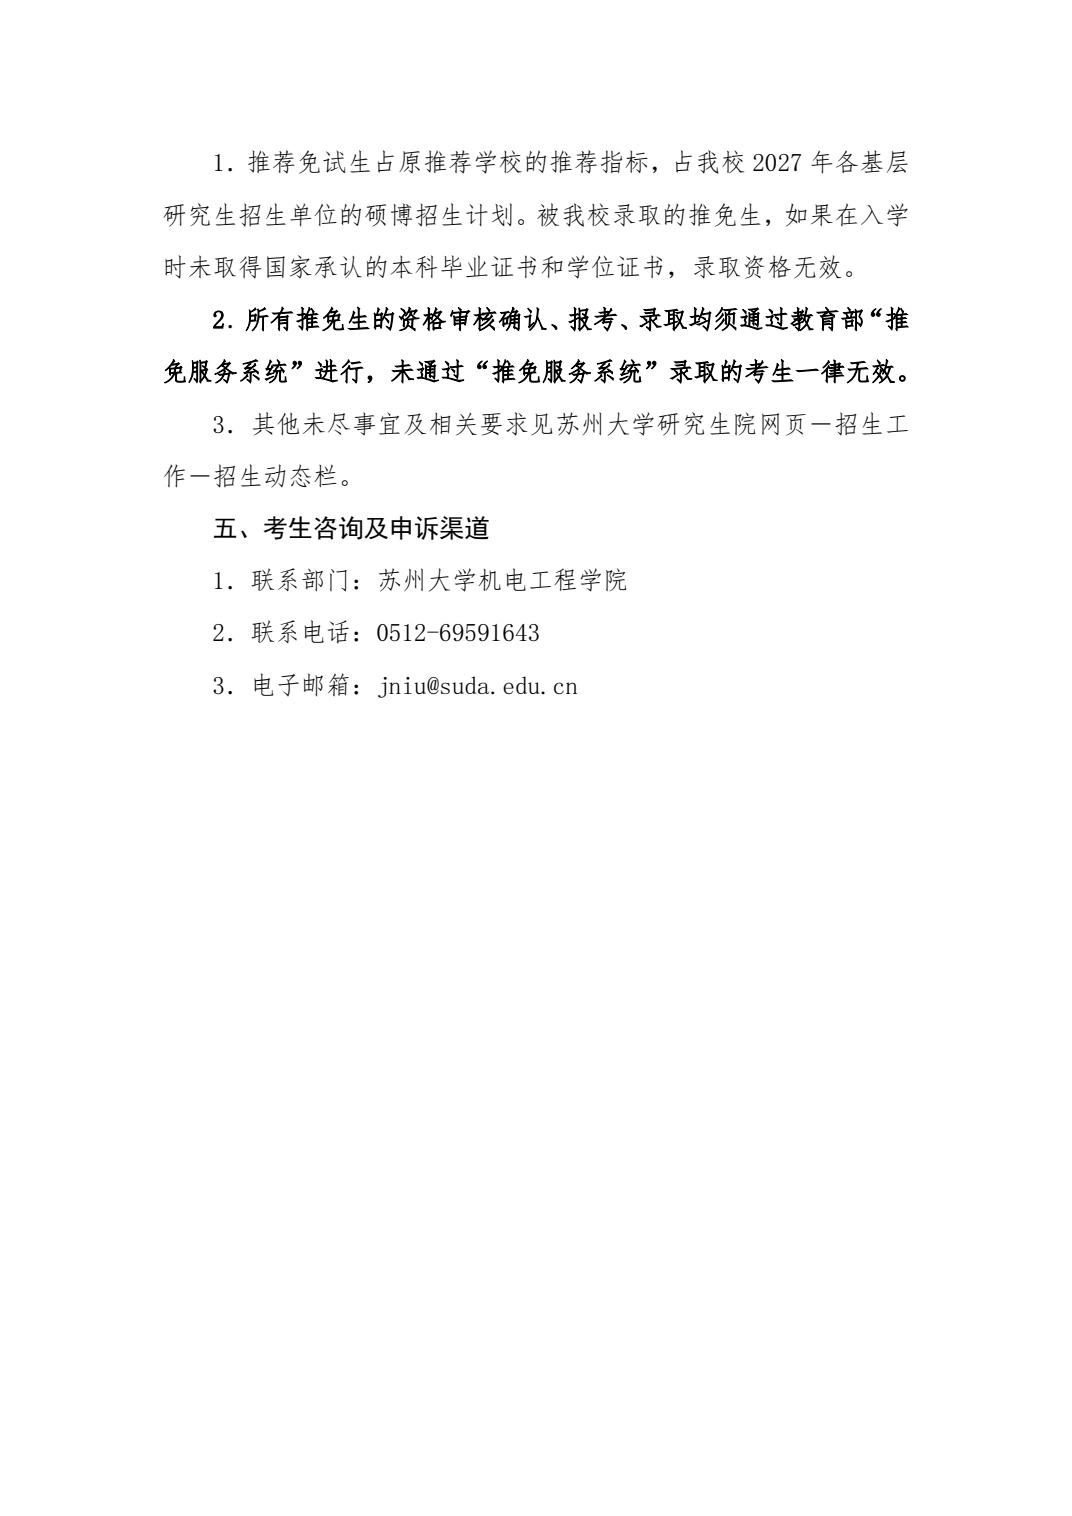 1. 推荐免试生占原推荐学校的推荐指标，占我校 2027 年各基层
研究生招生单位的硕博招生计划。被我校录取的推免生，如果在入学
时未取得国家承认的本科毕业证书和学位证书，录取资格无效。
2. 所有推免生的资格审核确认、报考、录取均须通过教育部“推
免服务系统”进行，未通过“推免服务系统”录取的考生一律无效。
3. 其他未尽事宜及相关要求见苏州大学研究生院网页－招生工
作－招生动态栏。
五、考生咨询及申诉渠道
1. 联系部门：苏州大学机电工程学院
2. 联系电话：0512-69591643
3. 电子邮箱：jniu@suda.edu.cn